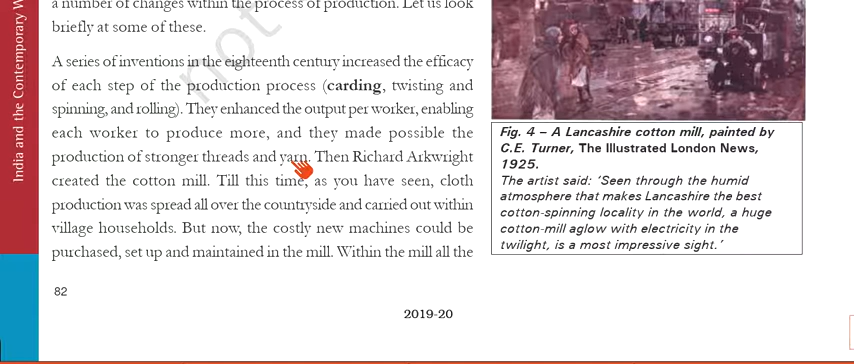 India and the Contemporary W
a number of changes within the process of production. Let us look
briefly at some of these.
A series of inventions in the eighteenth century increased the efficacy
of each step of the production process (carding, twisting and
spinning, and rolling). They enhanced the output per worker, enabling
each worker to produce more, and they made possible the
production of stronger threads and yarn. Then Richard Arkwright
created the cotton mill. Till this time, as you have seen, cloth
production was spread all over the countryside and carried out within
village households. But now, the costly new machines could be
purchased, set up and maintained in the mill. Within the mill all the
not
Fig. 4 – A Lancashire cotton mill, painted by
C.E. Turner, The Illustrated London News,
1925.
The artist said: ‘Seen through the humid
atmosphere that makes Lancashire the best
cotton-spinning locality in the world, a huge
cotton-mill aglow with electricity in the
twilight, is a most impressive sight.’
82
2019-20